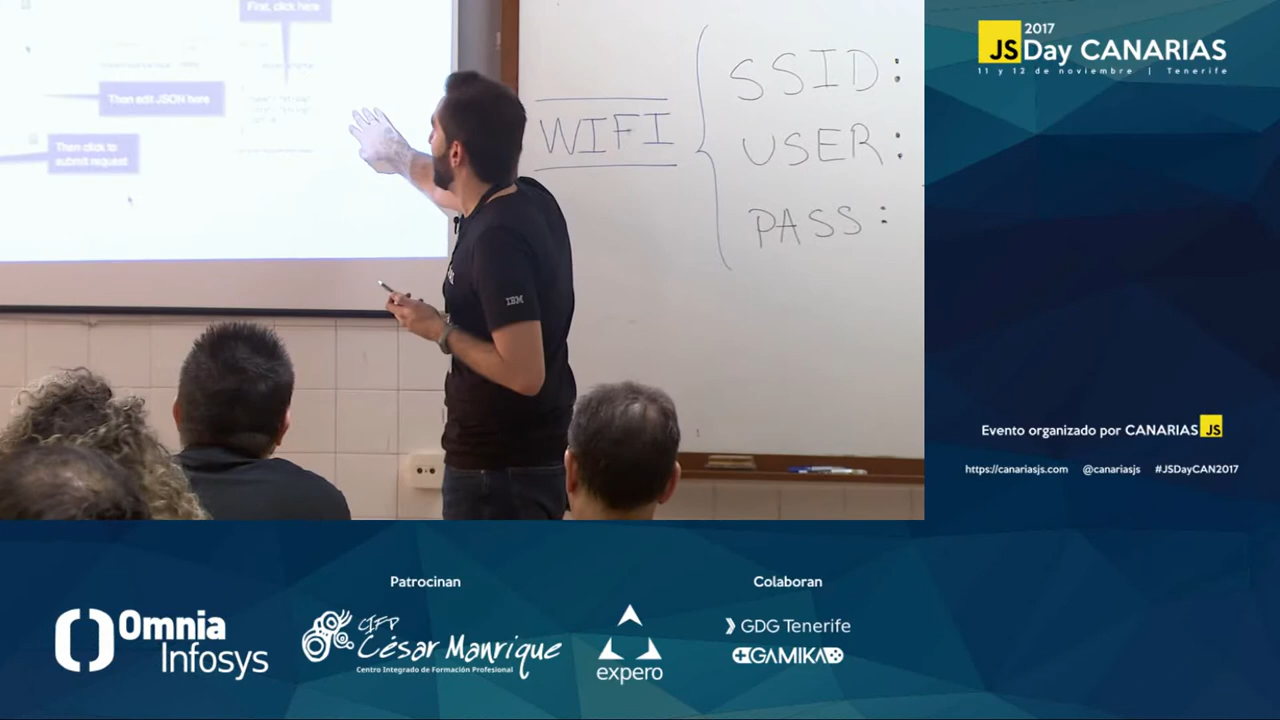 First, click here
Then edit JSON here
Then click to
submit request
WIFI
SSID:
USER:
PASS:
IBM
2017
JSDay CANARIAS
11 y 12 de noviembre | Tenerife
Evento organizado por CANARIAS JS
https://canariasjs.com @canariasjs #JSDayCAN2017
Patrocinan
Colaboran
Omnia
Infosys
CIFP
César Manrique
Centro Integrado de Formación Profesional
expero
GDG Tenerife
GAMIKA